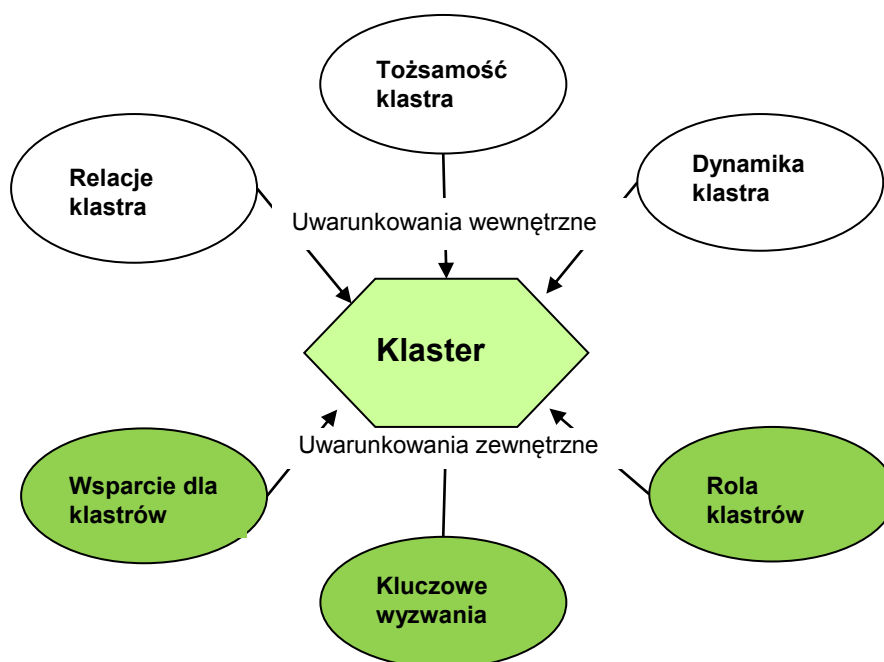 Tożsamość
klastra
Relacje
klastra
Dynamika
klastra
Uwarunkowania wewnętrzne
Klaster
Uwarunkowania zewnętrzne
Wsparcie dla
klastrów
Rola
klastrów
Kluczowe
wyzwania